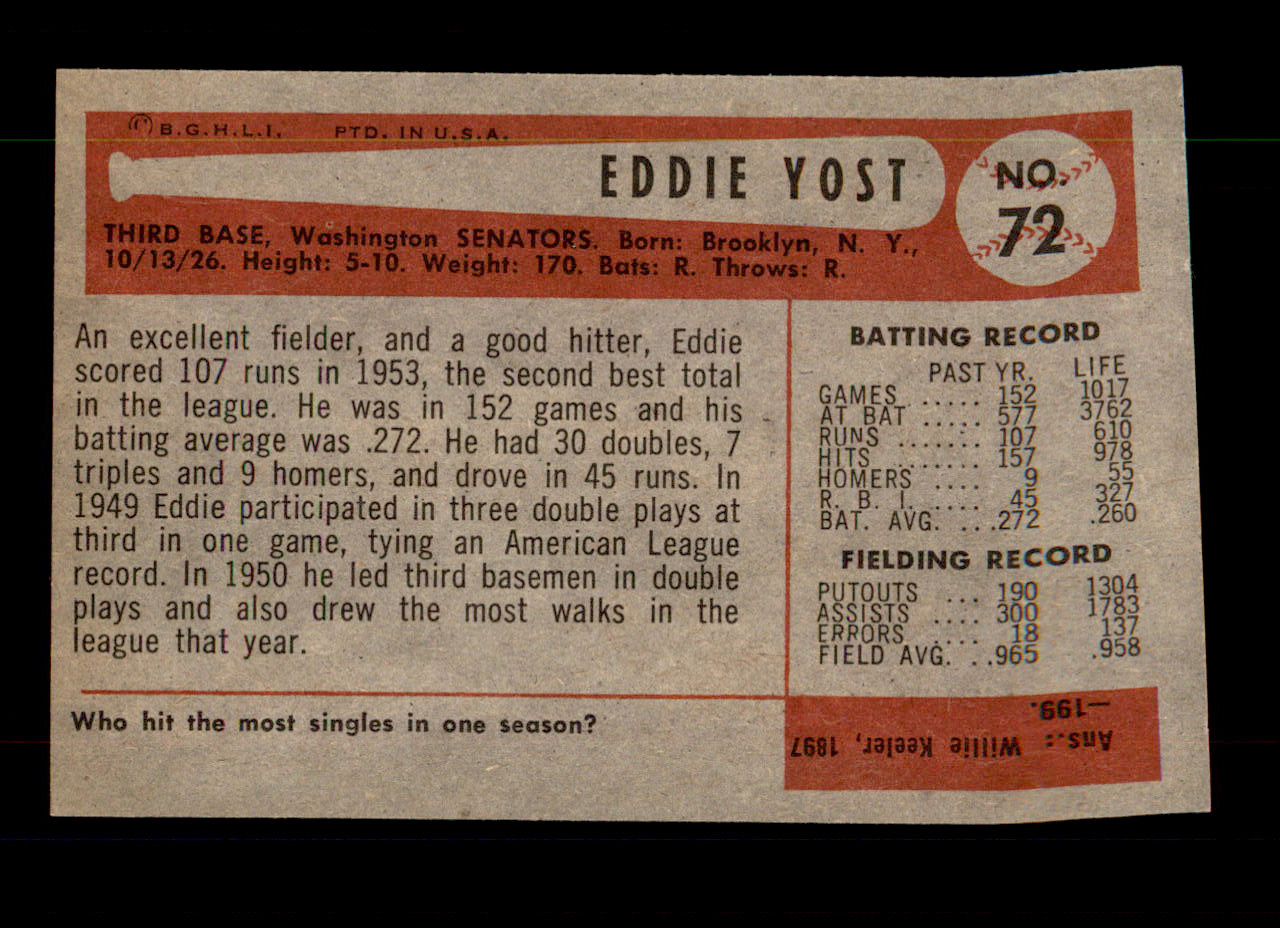 © B.G.H.L.I. PTD. IN U.S.A.
EDDIE YOST
NO.
72
THIRD BASE, Washington SENATORS. Born: Brooklyn, N. Y.,
10/13/26. Height: 5-10. Weight: 170. Bats: R. Throws: R.
An excellent fielder, and a good hitter, Eddie
scored 107 runs in 1953, the second best total
in the league. He was in 152 games and his
batting average was .272. He had 30 doubles, 7
triples and 9 homers, and drove in 45 runs. In
1949 Eddie participated in three double plays at
third in one game, tying an American League
record. In 1950 he led third basemen in double
plays and also drew the most walks in the
league that year.
BATTING RECORD
PAST YR. LIFE
GAMES ..... 152 1017
AT BAT ..... 577 3762
RUNS ....... 107 610
HITS ....... 157 978
HOMERS .... 9 55
R. B. I. ..... 45 327
BAT. AVG. ... .272 .260
FIELDING RECORD
PUTOUTS ... 190 1304
ASSISTS .... 300 1783
ERRORS .... 18 137
FIELD AVG. .. .965 .958
Who hit the most singles in one season?
Ans.: Willie Keeler, 1897
—199.